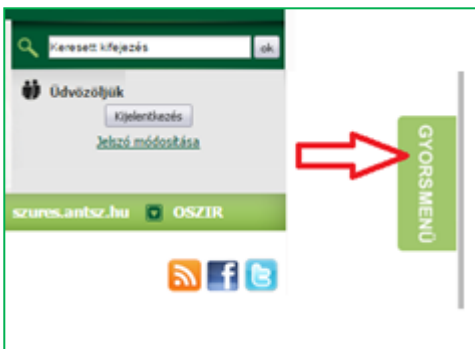 Keresett kifejezés ok
Üdvözöljük
Kijelentkezés
Jelszó módosítása
szures.antsz.hu OSZIR
GYORSMENÜ